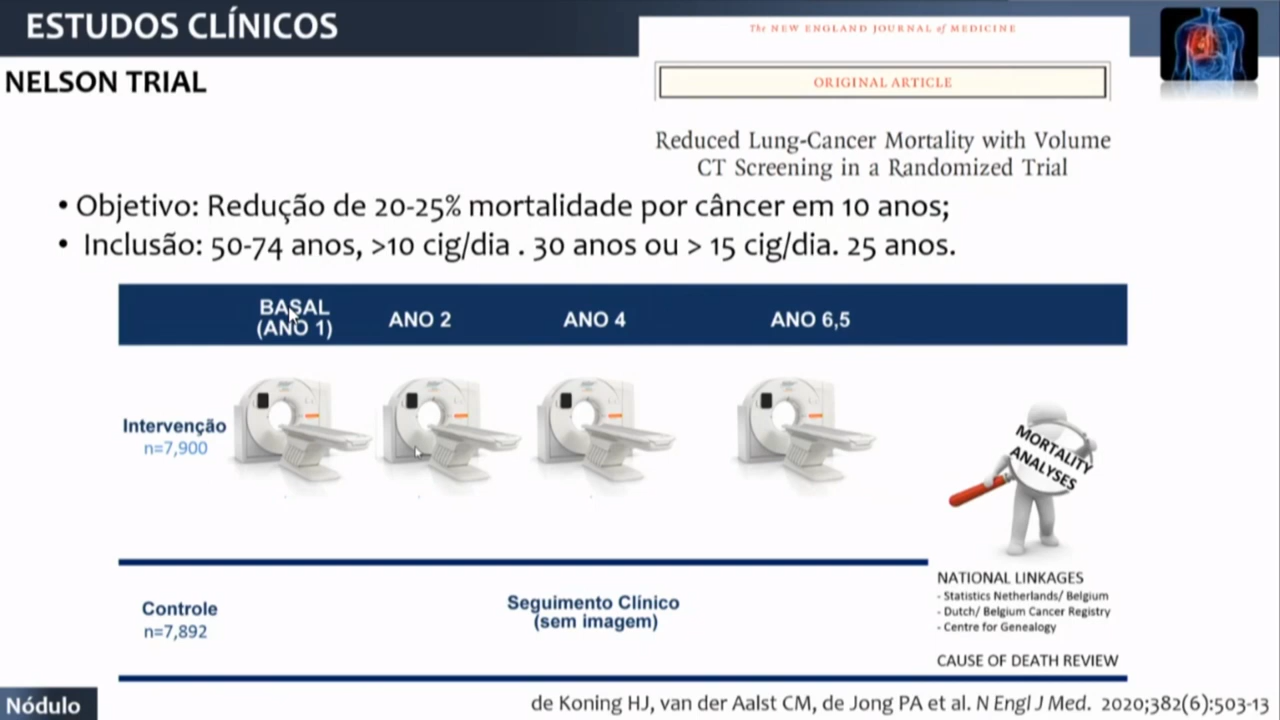 ESTUDOS CLÍNICOS
The NEW ENGLAND JOURNAL of MEDICINE
NELSON TRIAL
ORIGINAL ARTICLE
Reduced Lung-Cancer Mortality with Volume
CT Screening in a Randomized Trial
• Objetivo: Redução de 20-25% mortalidade por câncer em 10 anos;
• Inclusão: 50-74 anos, >10 cig/dia . 30 anos ou > 15 cig/dia. 25 anos.
BASAL
(ANO 1)
ANO 2
ANO 4
ANO 6,5
Intervenção
n=7,900
MORTALITY
ANALYSES
Controle
n=7,892
Seguimento Clínico
(sem imagem)
NATIONAL LINKAGES
- Statistics Netherlands/ Belgium
- Dutch/ Belgium Cancer Registry
- Centre for Genealogy
CAUSE OF DEATH REVIEW
Nódulo
de Koning HJ, van der Aalst CM, de Jong PA et al. N Engl J Med. 2020;382(6):503-13